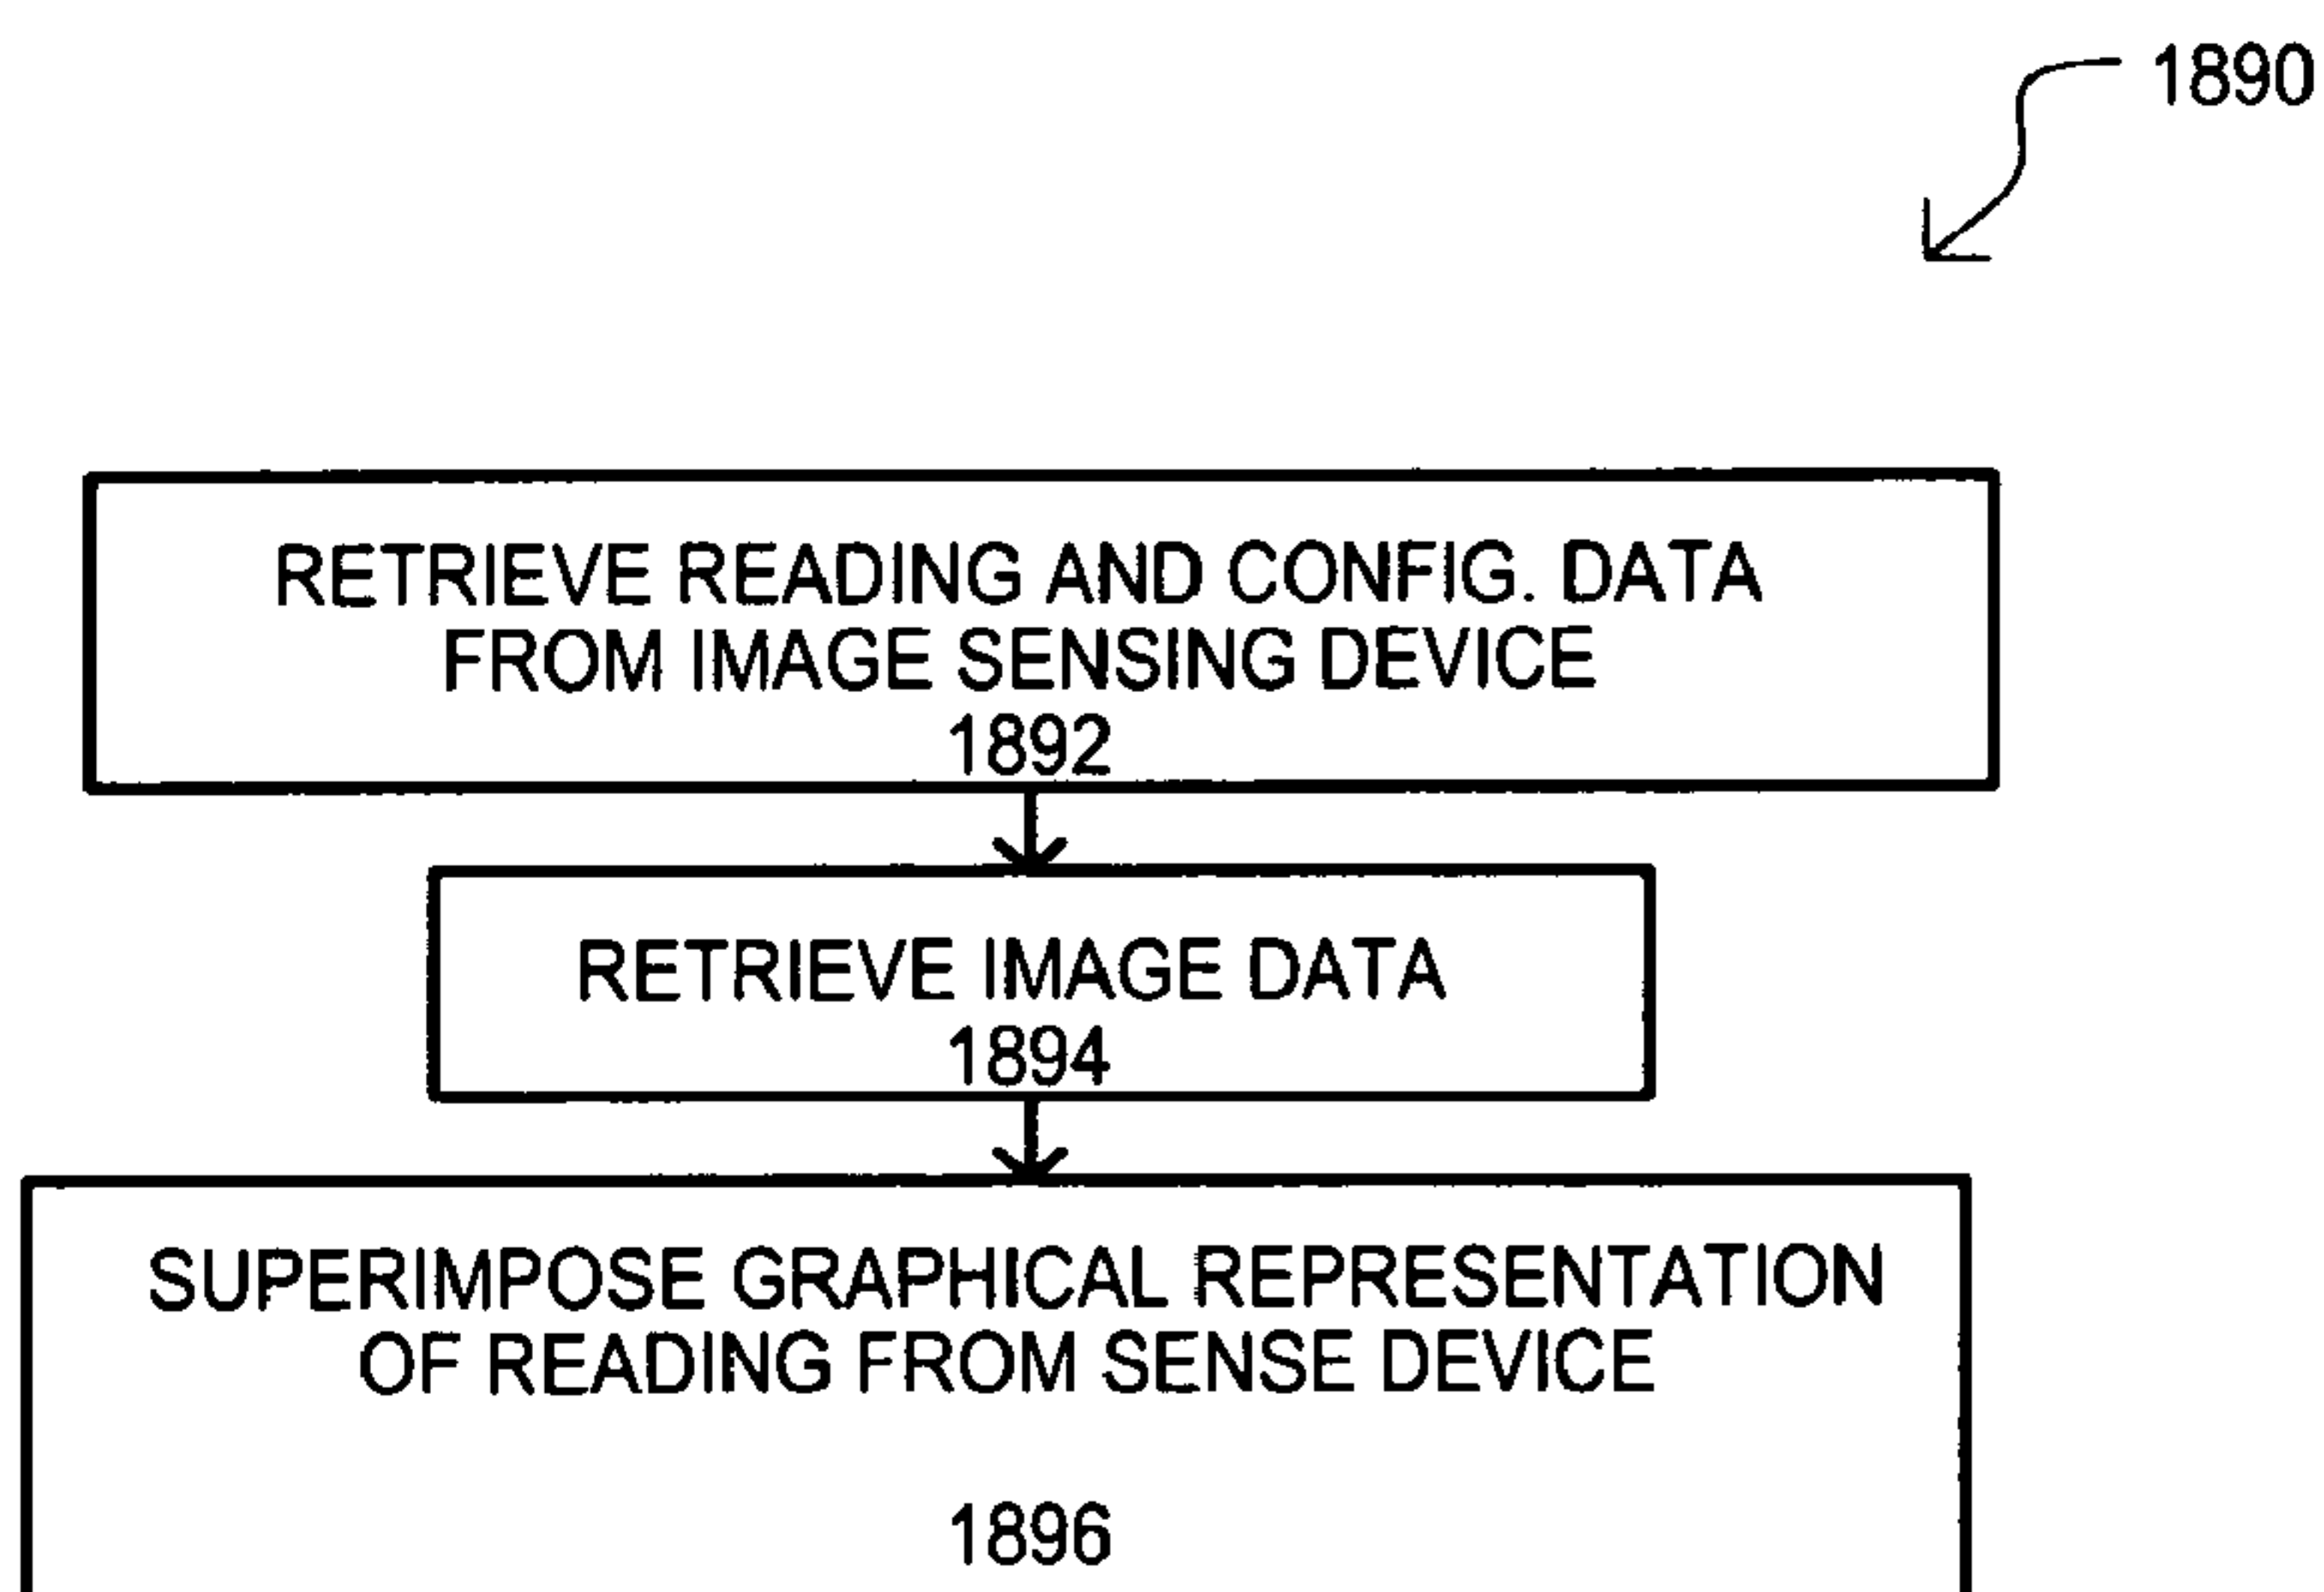 1890
RETRIEVE READING AND CONFIG. DATA
FROM IMAGE SENSING DEVICE
1892
RETRIEVE IMAGE DATA
1894
SUPERIMPOSE GRAPHICAL REPRESENTATION
OF READING FROM SENSE DEVICE
1896